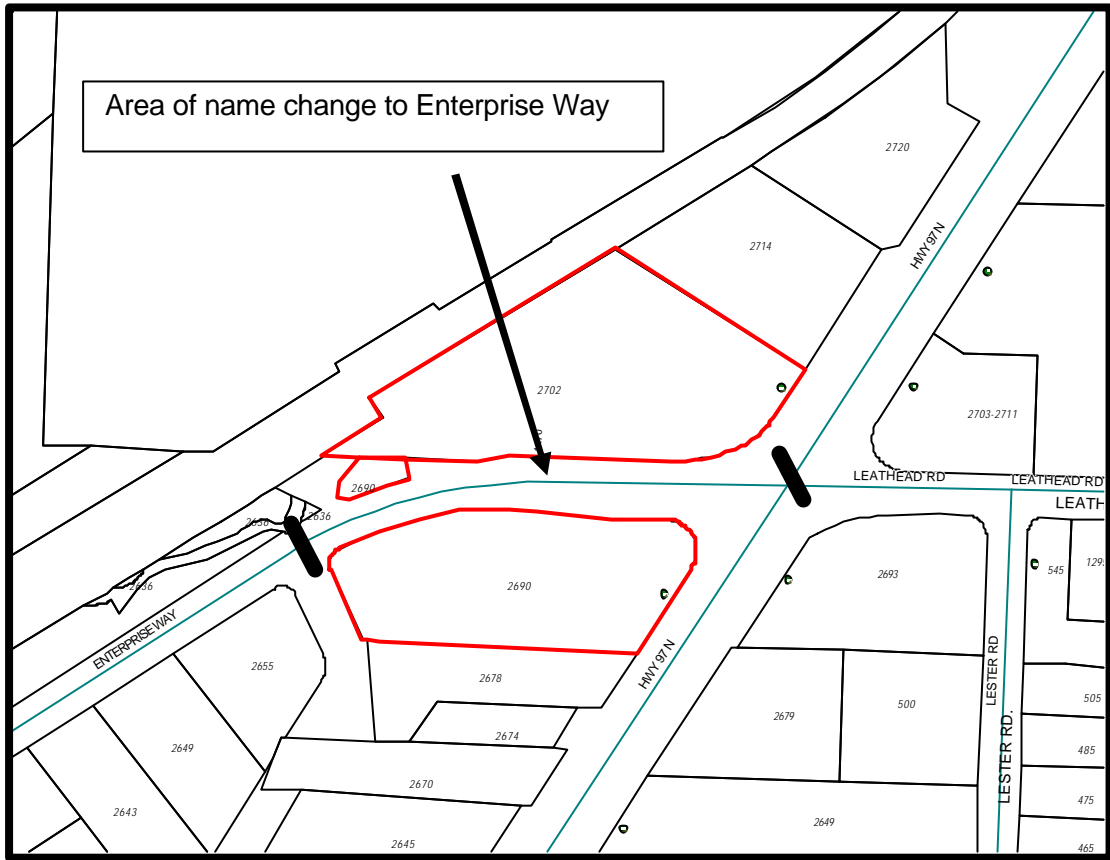 Area of name change to Enterprise Way
2720
HWY 97 N
2714
2702
2703-2711
LEATHEAD RD
LEATHEAD RD
LEATH
2690
2636
2636
2636
2690
2693
545
129
ENTERPRISE WAY
2655
2678
HWY 97 N
LESTER RD
505
2649
2674
2679
500
LESTER RD.
485
2670
475
2643
2649
2645
465